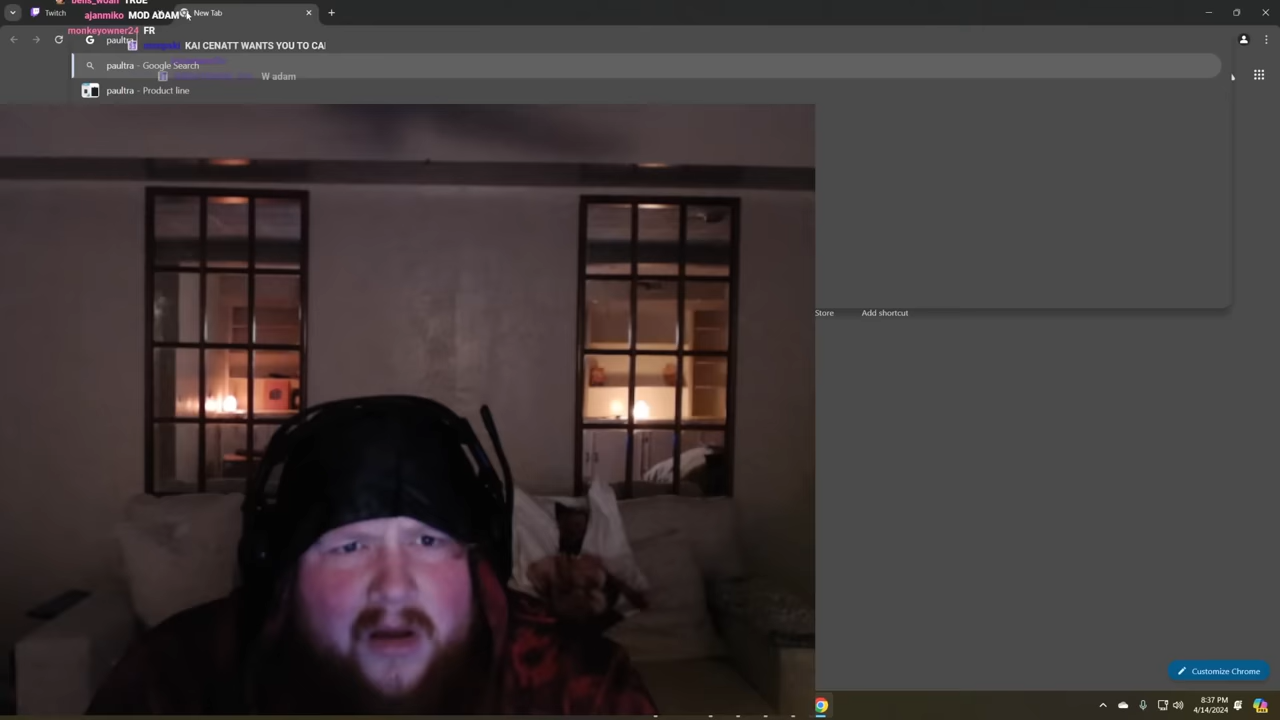 TRUE
Twitch
ajanmiko MOD ADAM
New Tab
monkeyowner24 FR
paultra
KAI CENATT WANTS YOU TO CAL
paultra - Google Search
W adam
paultra - Product line
Store
Add shortcut
Customize Chrome
8:37 PM
4/14/2024